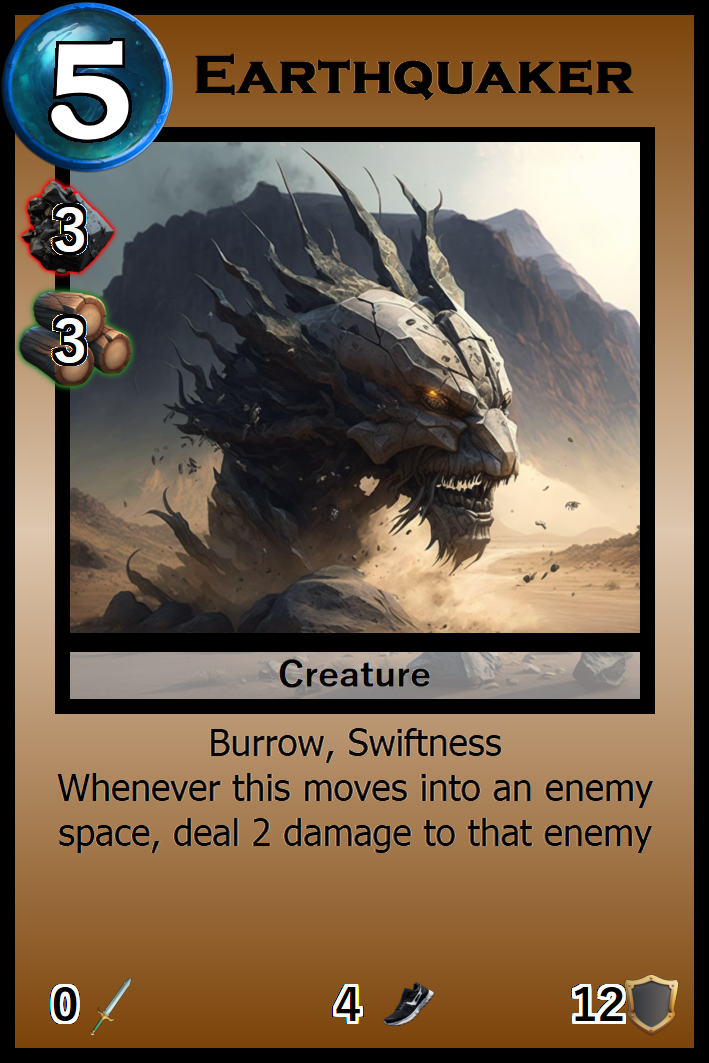 5
Earthquaker
3
3
Creature
Burrow, Swiftness
Whenever this moves into an enemy
space, deal 2 damage to that enemy
0 4 12